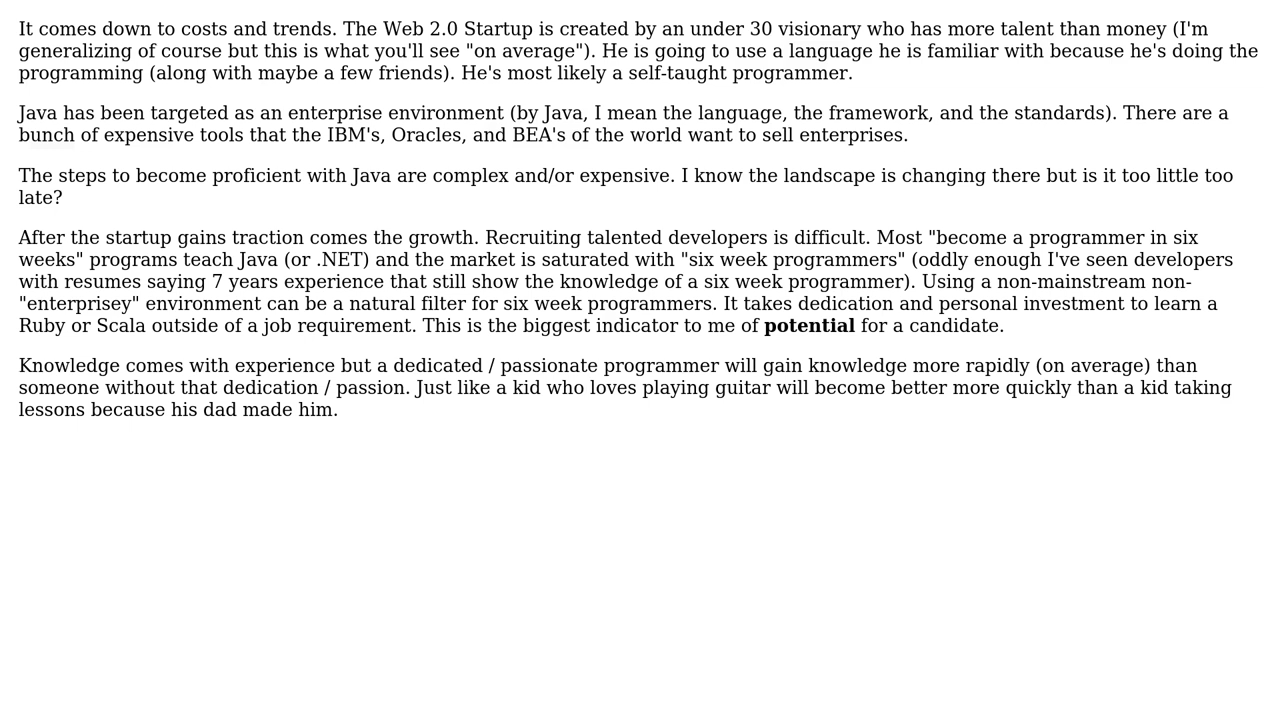 It comes down to costs and trends. The Web 2.0 Startup is created by an under 30 visionary who has more talent than money (I'm
generalizing of course but this is what you'll see "on average"). He is going to use a language he is familiar with because he's doing the
programming (along with maybe a few friends). He's most likely a self-taught programmer.
Java has been targeted as an enterprise environment (by Java, I mean the language, the framework, and the standards). There are a
bunch of expensive tools that the IBM's, Oracles, and BEA's of the world want to sell enterprises.
The steps to become proficient with Java are complex and/or expensive. I know the landscape is changing there but is it too little too
late?
After the startup gains traction comes the growth. Recruiting talented developers is difficult. Most "become a programmer in six
weeks" programs teach Java (or .NET) and the market is saturated with "six week programmers" (oddly enough I've seen developers
with resumes saying 7 years experience that still show the knowledge of a six week programmer). Using a non-mainstream non-
"enterprisey" environment can be a natural filter for six week programmers. It takes dedication and personal investment to learn a
Ruby or Scala outside of a job requirement. This is the biggest indicator to me of potential for a candidate.
Knowledge comes with experience but a dedicated / passionate programmer will gain knowledge more rapidly (on average) than
someone without that dedication / passion. Just like a kid who loves playing guitar will become better more quickly than a kid taking
lessons because his dad made him.